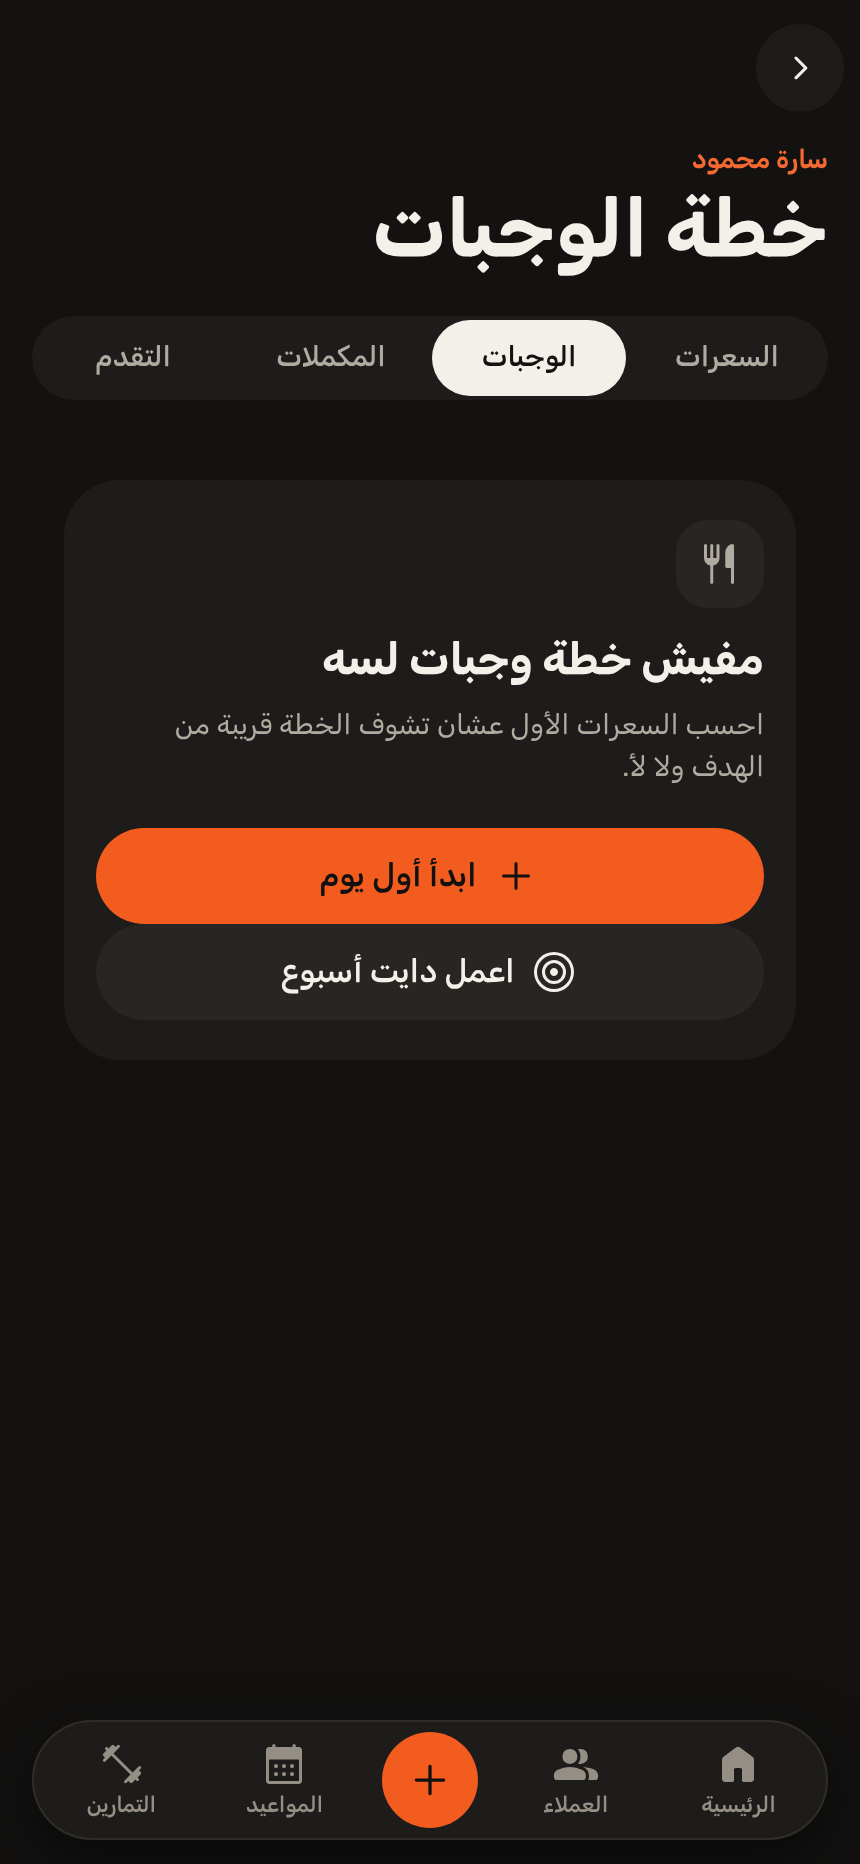 سارة محمود
خطة الوجبات
السعرات
الوجبات
المكملات
التقدم
مفيش خطة وجبات لسه
احسب السعرات الأول عشان تشوف الخطة قريبة من
الهدف ولا لأ.
ابدأ أول يوم
اعمل دايت أسبوع
الرئيسية
العملاء
المواعيد
التمارين